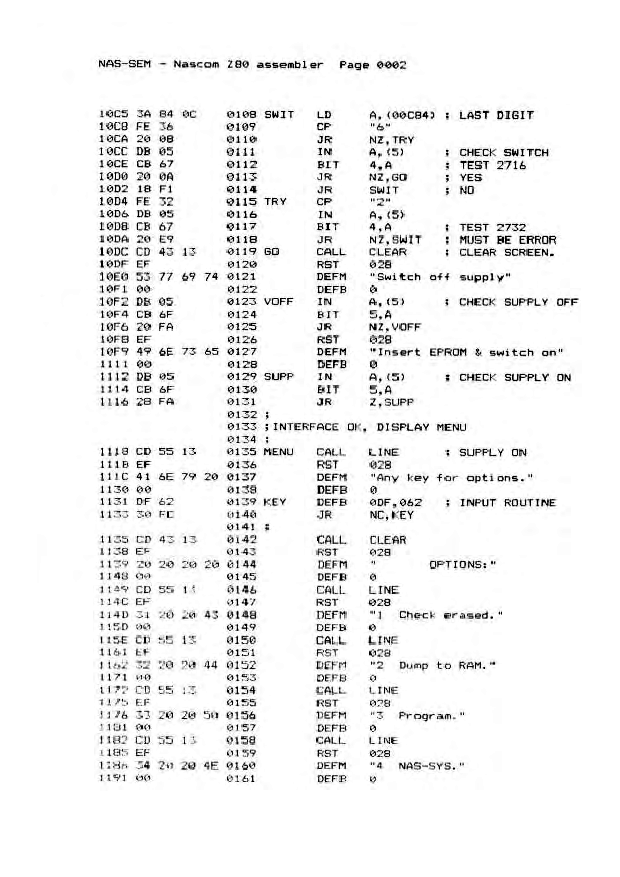 NAS-SEM - Nascom Z80 assembler Page 0002
10C5 3A 84 0C 0108 SWIT LD A,(00C84) ; LAST DIGIT
10C8 FE 36 0109 CP "6"
10CA 20 08 0110 JR NZ,TRY
10CC DB 05 0111 IN A,(5) ; CHECK SWITCH
10CE CB 67 0112 BIT 4,A ; TEST 2716
10D0 20 0A 0113 JR NZ,GO ; YES
10D2 18 F1 0114 JR SWIT ; NO
10D4 FE 32 0115 TRY CP "2"
10D6 DB 05 0116 IN A,(5)
10D8 CB 67 0117 BIT 4,A ; TEST 2732
10DA 20 E9 0118 JR NZ,SWIT ; MUST BE ERROR
10DC CD 43 13 0119 GO CALL CLEAR ; CLEAR SCREEN.
10DF EF 0120 RST 028
10E0 53 77 69 74 0121 DEFM "Switch off supply"
10F1 00 0122 DEFB 0
10F2 DB 05 0123 VOFF IN A,(5) ; CHECK SUPPLY OFF
10F4 CB 6F 0124 BIT 5,A
10F6 20 FA 0125 JR NZ,VOFF
10F8 EF 0126 RST 028
10F9 49 6E 73 65 0127 DEFM "Insert EPROM & switch on"
1111 00 0128 DEFB 0
1112 DB 05 0129 SUPP IN A,(5) ; CHECK SUPPLY ON
1114 CB 6F 0130 BIT 5,A
1116 28 FA 0131 JR Z,SUPP
0132 ;
0133 ;INTERFACE OK, DISPLAY MENU
0134 ;
1118 CD 55 13 0135 MENU CALL LINE ; SUPPLY ON
111B EF 0136 RST 028
111C 41 6E 79 20 0137 DEFM "Any key for options."
1130 00 0138 DEFB 0
1131 DF 62 0139 KEY DEFB 0DF,062 ; INPUT ROUTINE
1133 30 FC 0140 JR NC,KEY
0141 ;
1135 CD 43 13 0142 CALL CLEAR
1138 EF 0143 RST 028
1139 20 20 20 20 0144 DEFM " OPTIONS:"
1148 00 0145 DEFB 0
1149 CD 55 13 0146 CALL LINE
114C EF 0147 RST 028
114D 31 20 20 43 0148 DEFM "1 Check erased."
115D 00 0149 DEFB 0
115E CD 55 13 0150 CALL LINE
1161 EF 0151 RST 028
1162 32 20 20 44 0152 DEFM "2 Dump to RAM."
1171 00 0153 DEFB 0
1172 CD 55 13 0154 CALL LINE
1175 EF 0155 RST 028
1176 33 20 20 50 0156 DEFM "3 Program."
1181 00 0157 DEFB 0
1182 CD 55 13 0158 CALL LINE
1185 EF 0159 RST 028
1186 34 20 20 4E 0160 DEFM "4 NAS-SYS."
1191 00 0161 DEFB 0